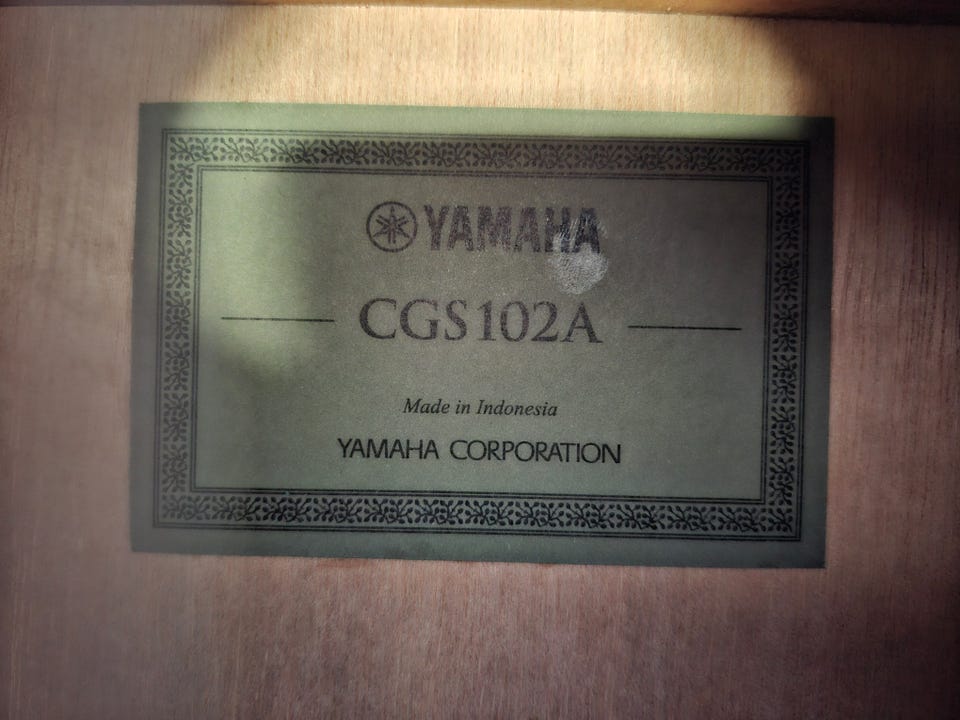 YAMAHA
CGS102A
Made in Indonesia
YAMAHA CORPORATION